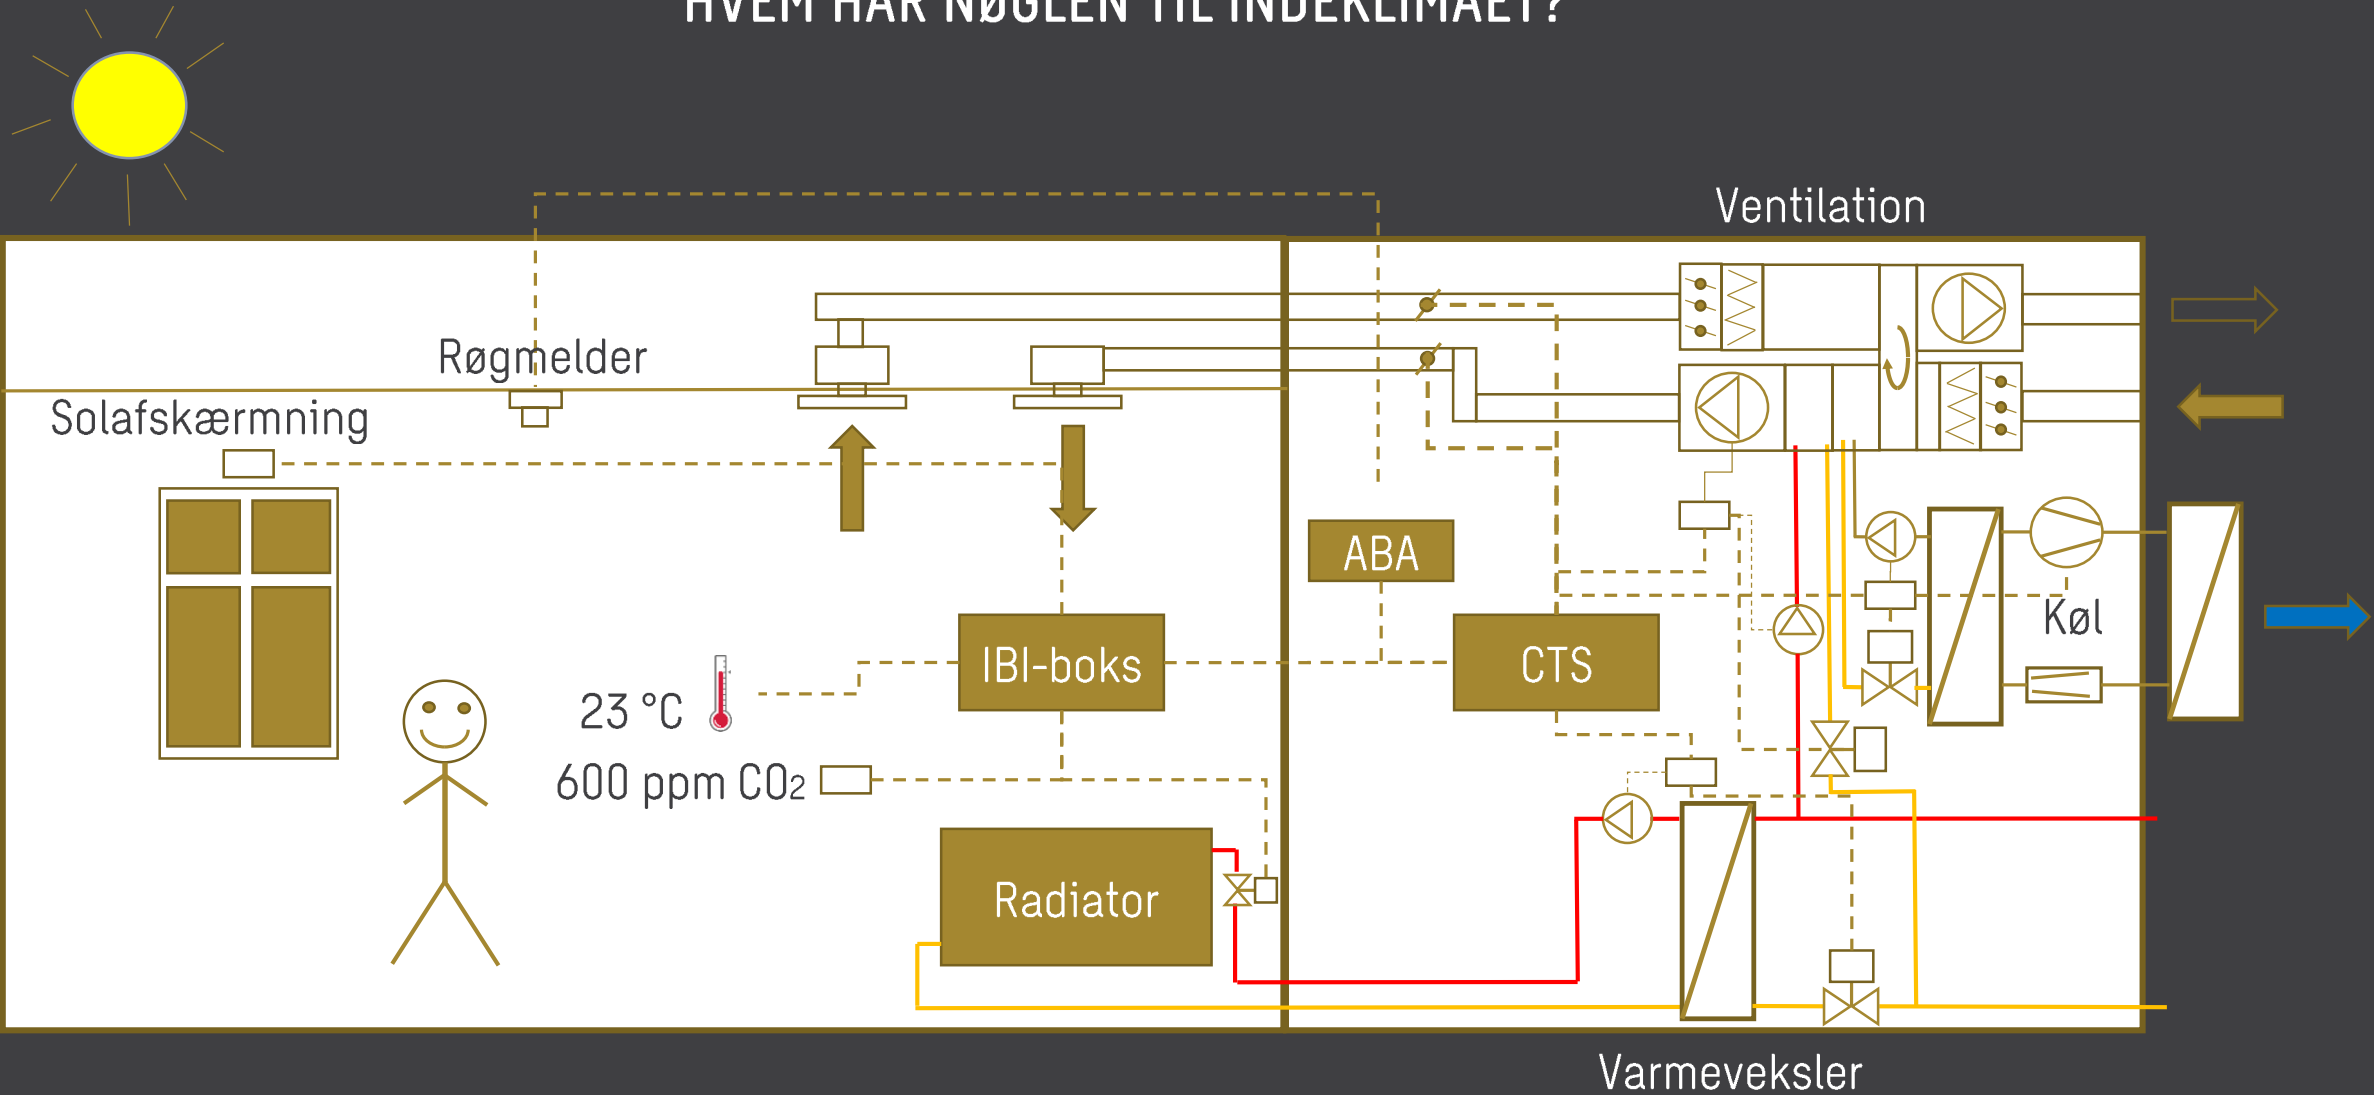 HVEM HAR NØGLEN TIL INDEKLIMAET?
Ventilation
Røgmelder
Solafskærmning
ABA
Køl
IBI-boks
CTS
23 °C
600 ppm CO2
Radiator
Varmeveksler